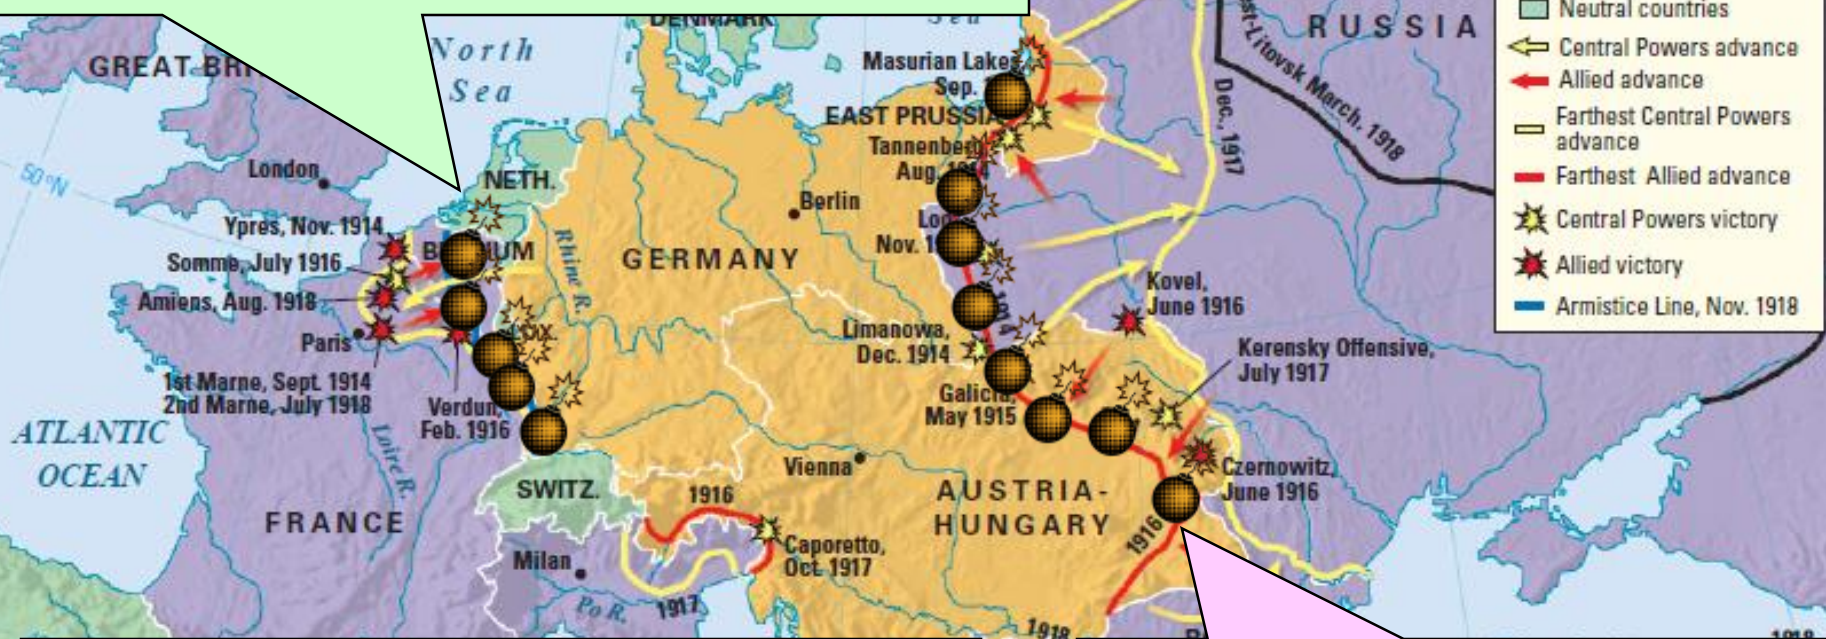 DENMARK
Sea
RUSSIA
Neutral countries
Central Powers advance
Allied advance
Farthest Central Powers
advance
Farthest Allied advance
Central Powers victory
Allied victory
Armistice Line, Nov. 1918
GREAT
North
Sea
Masurian Lake
Sep.
EAST PRUSSIA
Tannenberg,
Aug.
-Litovsk March. 1918
Dec., 1917
50°N
London
NETH.
Berlin
Ypres, Nov. 1914
Nov.
Somme, July 1916
GERMANY
Rhine R.
Amiens, Aug. 1918
Kovel,
June 1916
1914
Paris
Limanowa,
Dec. 1914
Kerensky Offensive,
July 1917
1st Marne, Sept. 1914
2nd Marne, July 1918
Verdun,
Feb. 1916
Galicia,
May 1915
ATLANTIC
OCEAN
Loire R.
Vienna
Czernowitz,
June 1916
SWITZ.
1916
AUSTRIA-
HUNGARY
FRANCE
1916
Milan
Caporetto,
Oct. 1917
Po R.
1917
1918
1918